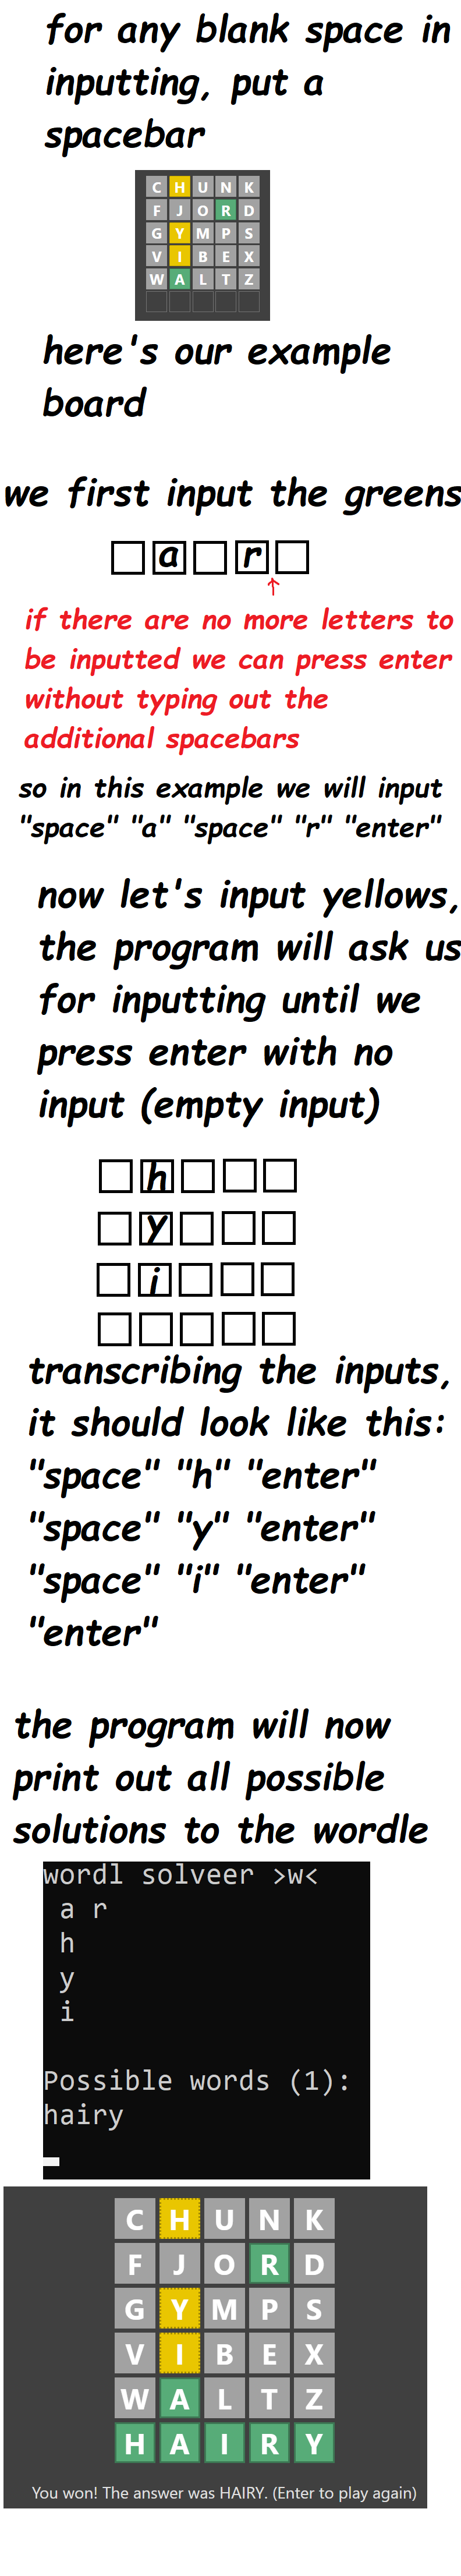 for any blank space in
inputting, put a
spacebar
C H U N K
F J O R D
G Y M P S
V I B E X
W A L T Z
here's our example
board
we first input the greens
a r
if there are no more letters to
be inputted we can press enter
without typing out the
additional spacebars
so in this example we will input
"space" "a" "space" "r" "enter"
now let's input yellows,
the program will ask us
for inputting until we
press enter with no
input (empty input)
h
y
i
transcribing the inputs,
it should look like this:
"space" "h" "enter"
"space" "y" "enter"
"space" "i" "enter"
"enter"
the program will now
print out all possible
solutions to the wordle
wordl solveer >w<
a r
h
y
i
Possible words (1):
hairy
C H U N K
F J O R D
G Y M P S
V I B E X
W A L T Z
H A I R Y
You won! The answer was HAIRY. (Enter to play again)